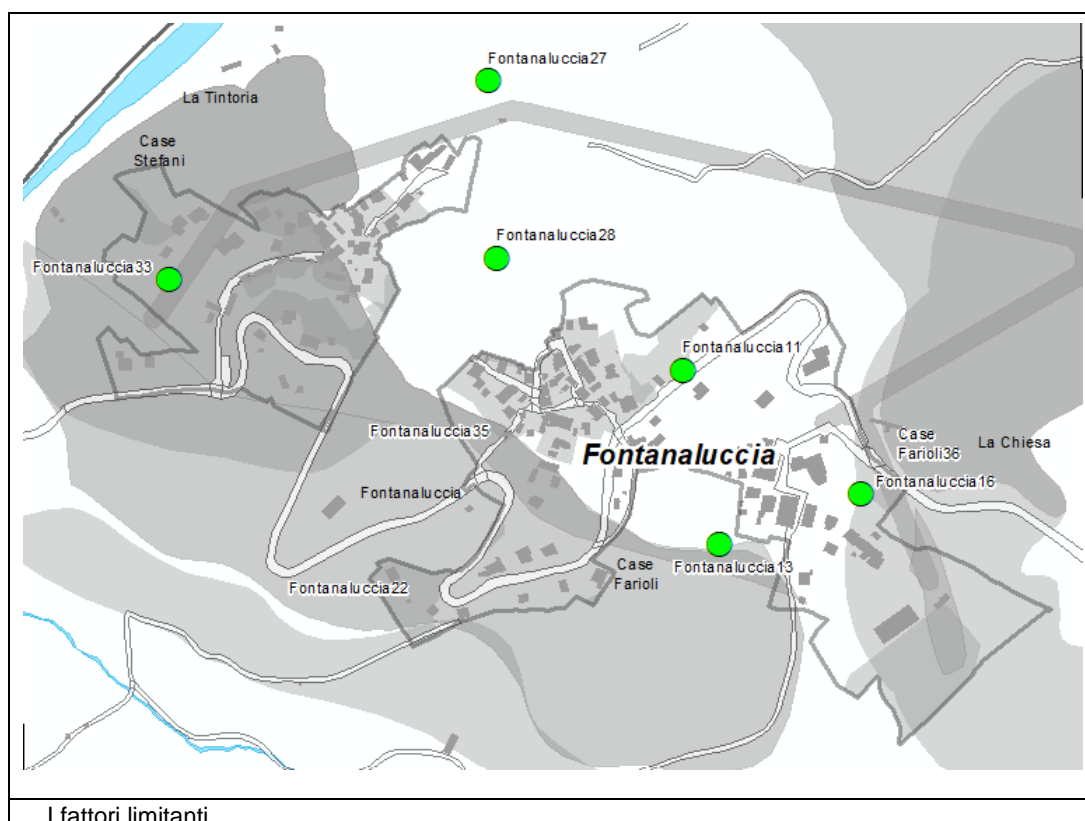 Fontanaluccia27
La Tintoria
Case
Stefani
Fontanaluccia28
Fontanaluccia33
Fontanaluccia11
Fontanaluccia35
Fontanaluccia
Case
Farioli36
La Chiesa
Fontanaluccia
Fontanaluccia16
Case
Farioli
Fontanaluccia13
Fontanaluccia22
I fattori limitanti